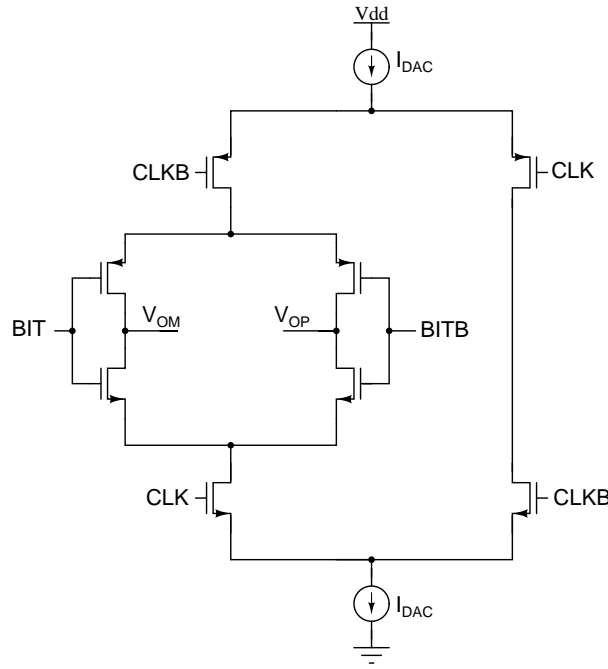 Vdd
I_DAC
CLKB
CLK
BIT
V_OM
V_OP
BITB
CLK
CLKB
I_DAC